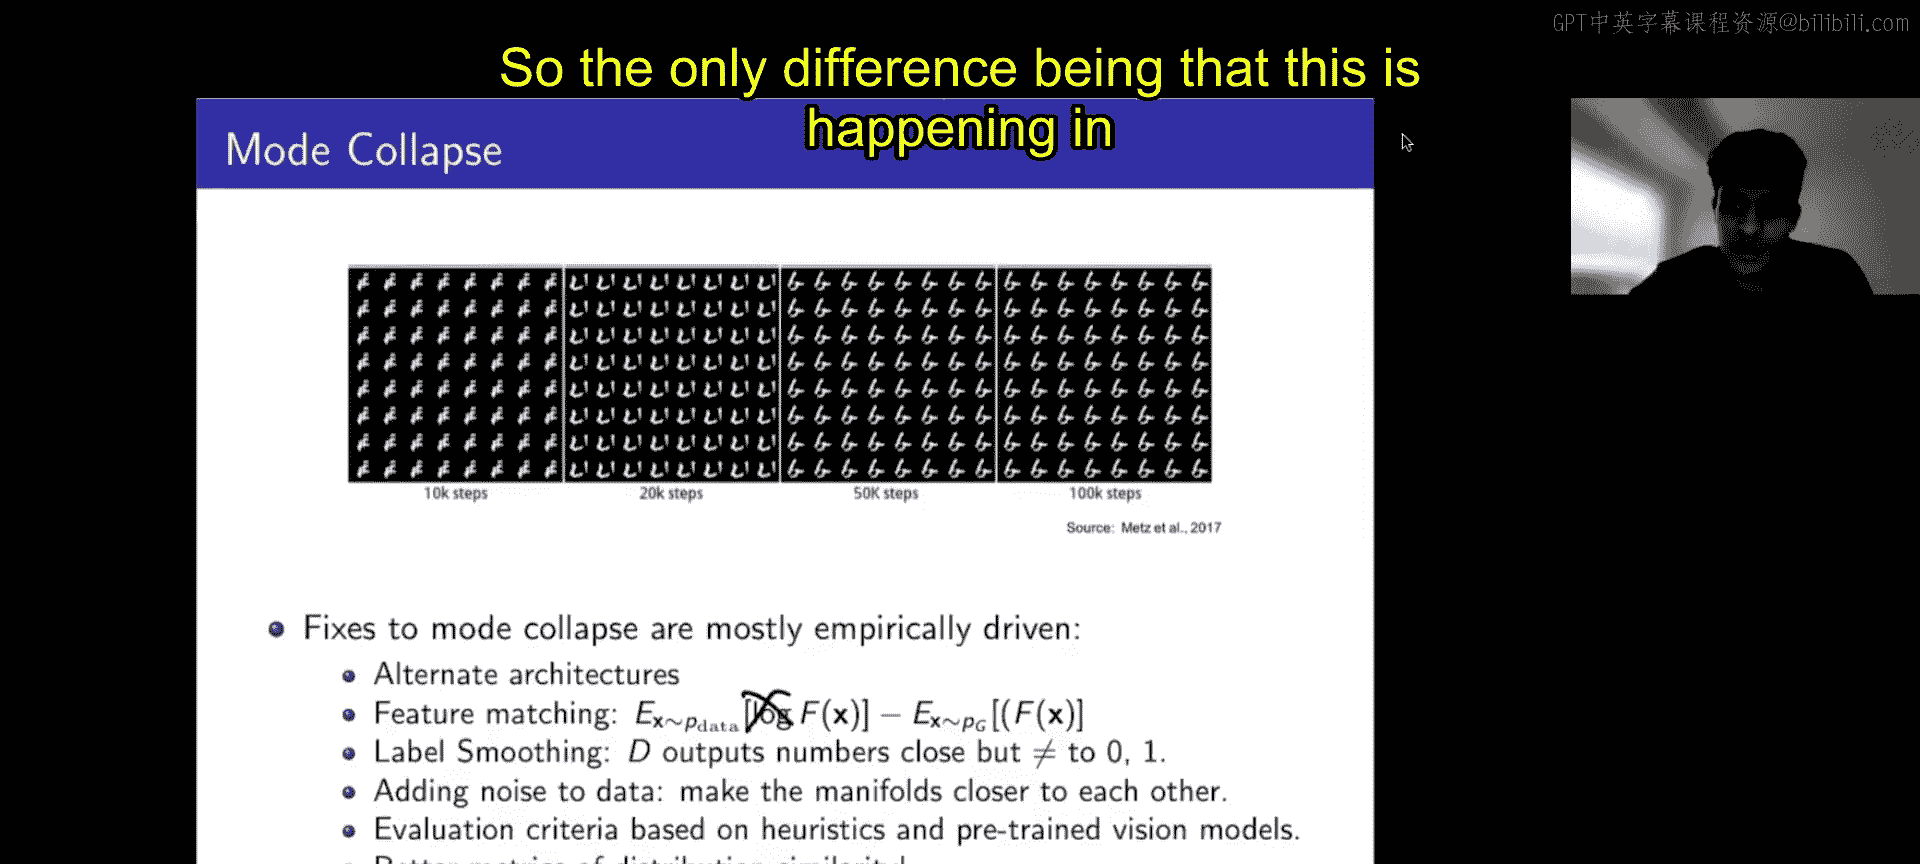 GPT中英字幕课程资源@bilibili.com
So the only difference being that this is
happening in
Mode Collapse
10k steps 20k steps 50K steps 100k steps
Source: Metz et al., 2017
Fixes to mode collapse are mostly empirically driven:
Alternate architectures
Feature matching: E_{x∼p_data}[log F(x)] − E_{x∼p_G}[(F(x)]
Label Smoothing: D outputs numbers close but ≠ to 0, 1.
Adding noise to data: make the manifolds closer to each other.
Evaluation criteria based on heuristics and pre-trained vision models.